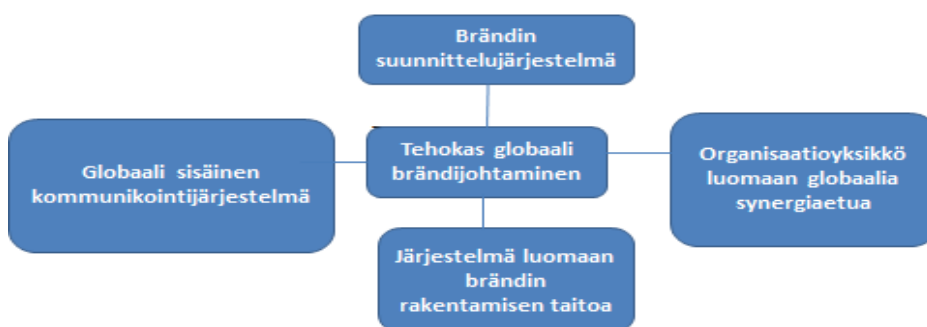 Brändin
suunnittelujärjestelmä
Globaali sisäinen
kommunikointijärjestelmä
Tehokas globaali
brändijohtaminen
Organisaatioyksikkö
luomaan globaalia
synergiaetua
Järjestelmä luomaan
brändin
rakentamisen taitoa